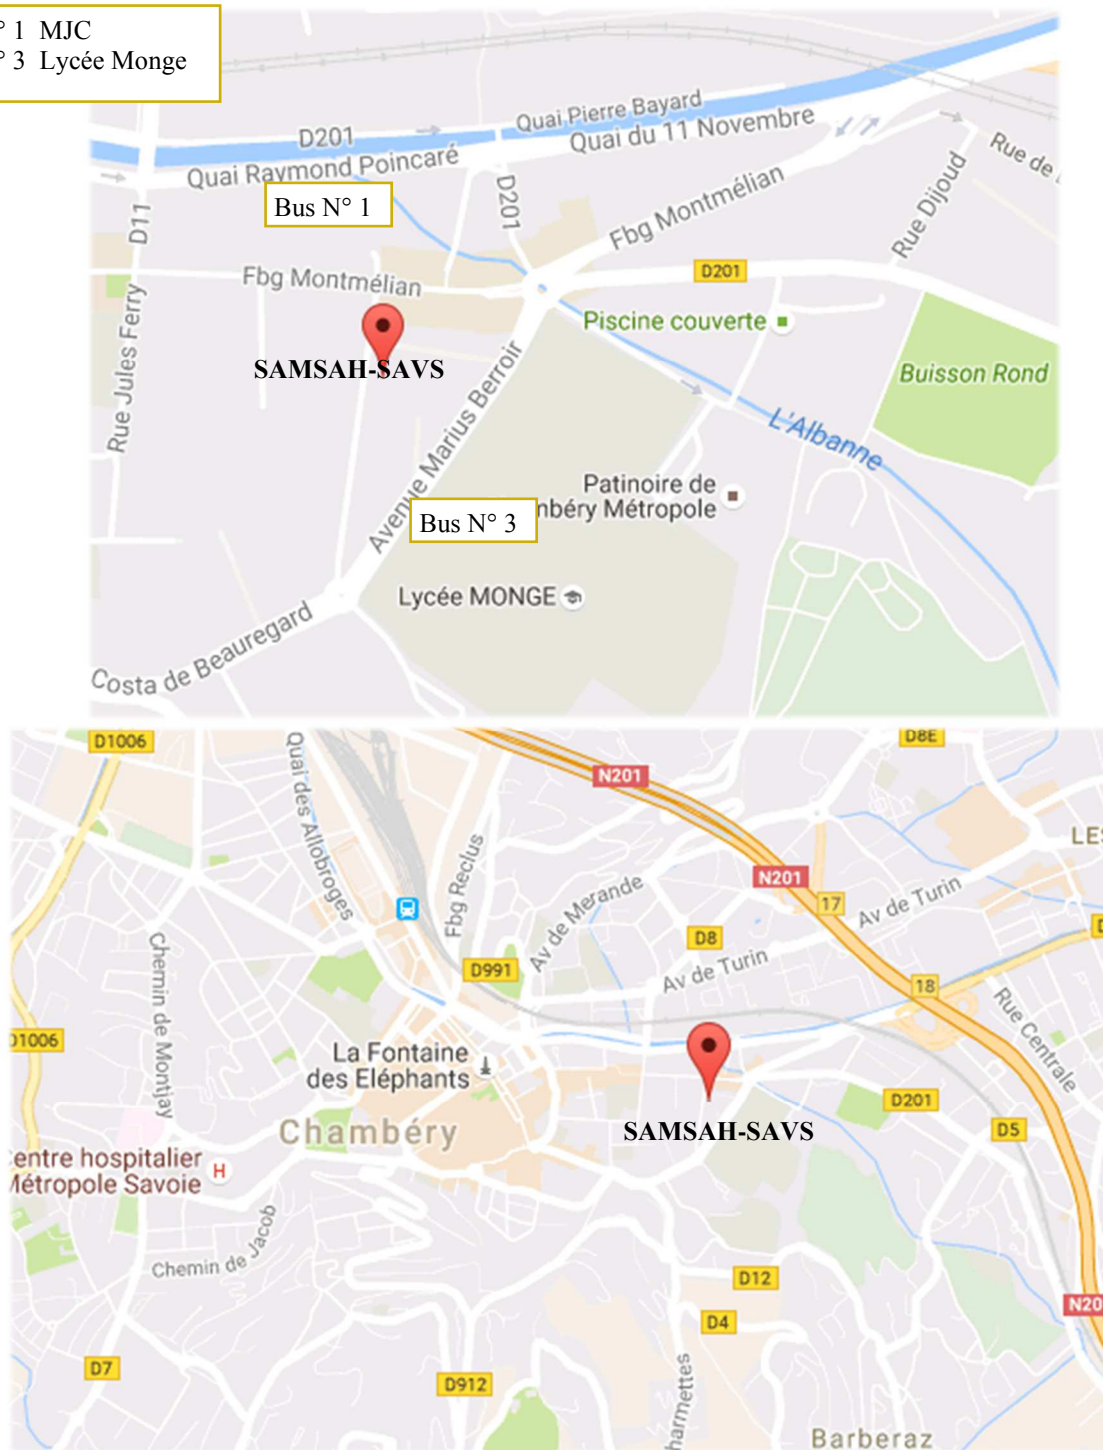 ° 1 MJC
° 3 Lycée Monge
D201
Quai Pierre Bayard
Quai du 11 Novembre
Quai Raymond Poincaré
Rue de
Bus N° 1
D201
D11
Fbg Montmélian
Rue Dijoud
Fbg Montmélian
D201
Piscine couverte
Rue Jules Ferry
SAMSAH-SAVS
Buisson Rond
Avenue Marius Berroir
L'Albanne
Patinoire de
nbéry Métropole
Bus N° 3
Lycée MONGE
Costa de Beauregard
D1006
D8E
Quai des Allobroges
N201
LES
Fbg Reclus
N201
Av de Merande
17
Av de Turin
D
D8
Chemin de Montjay
D991
Av de Turin
18
D1006
Rue Centrale
La Fontaine
des Eléphants
D201
Chambéry
SAMSAH-SAVS
D5
entre hospitalier
Métropole Savoie
H
Chemin de Jacob
D12
N20
D4
D7
D912
harmettes
Barberaz